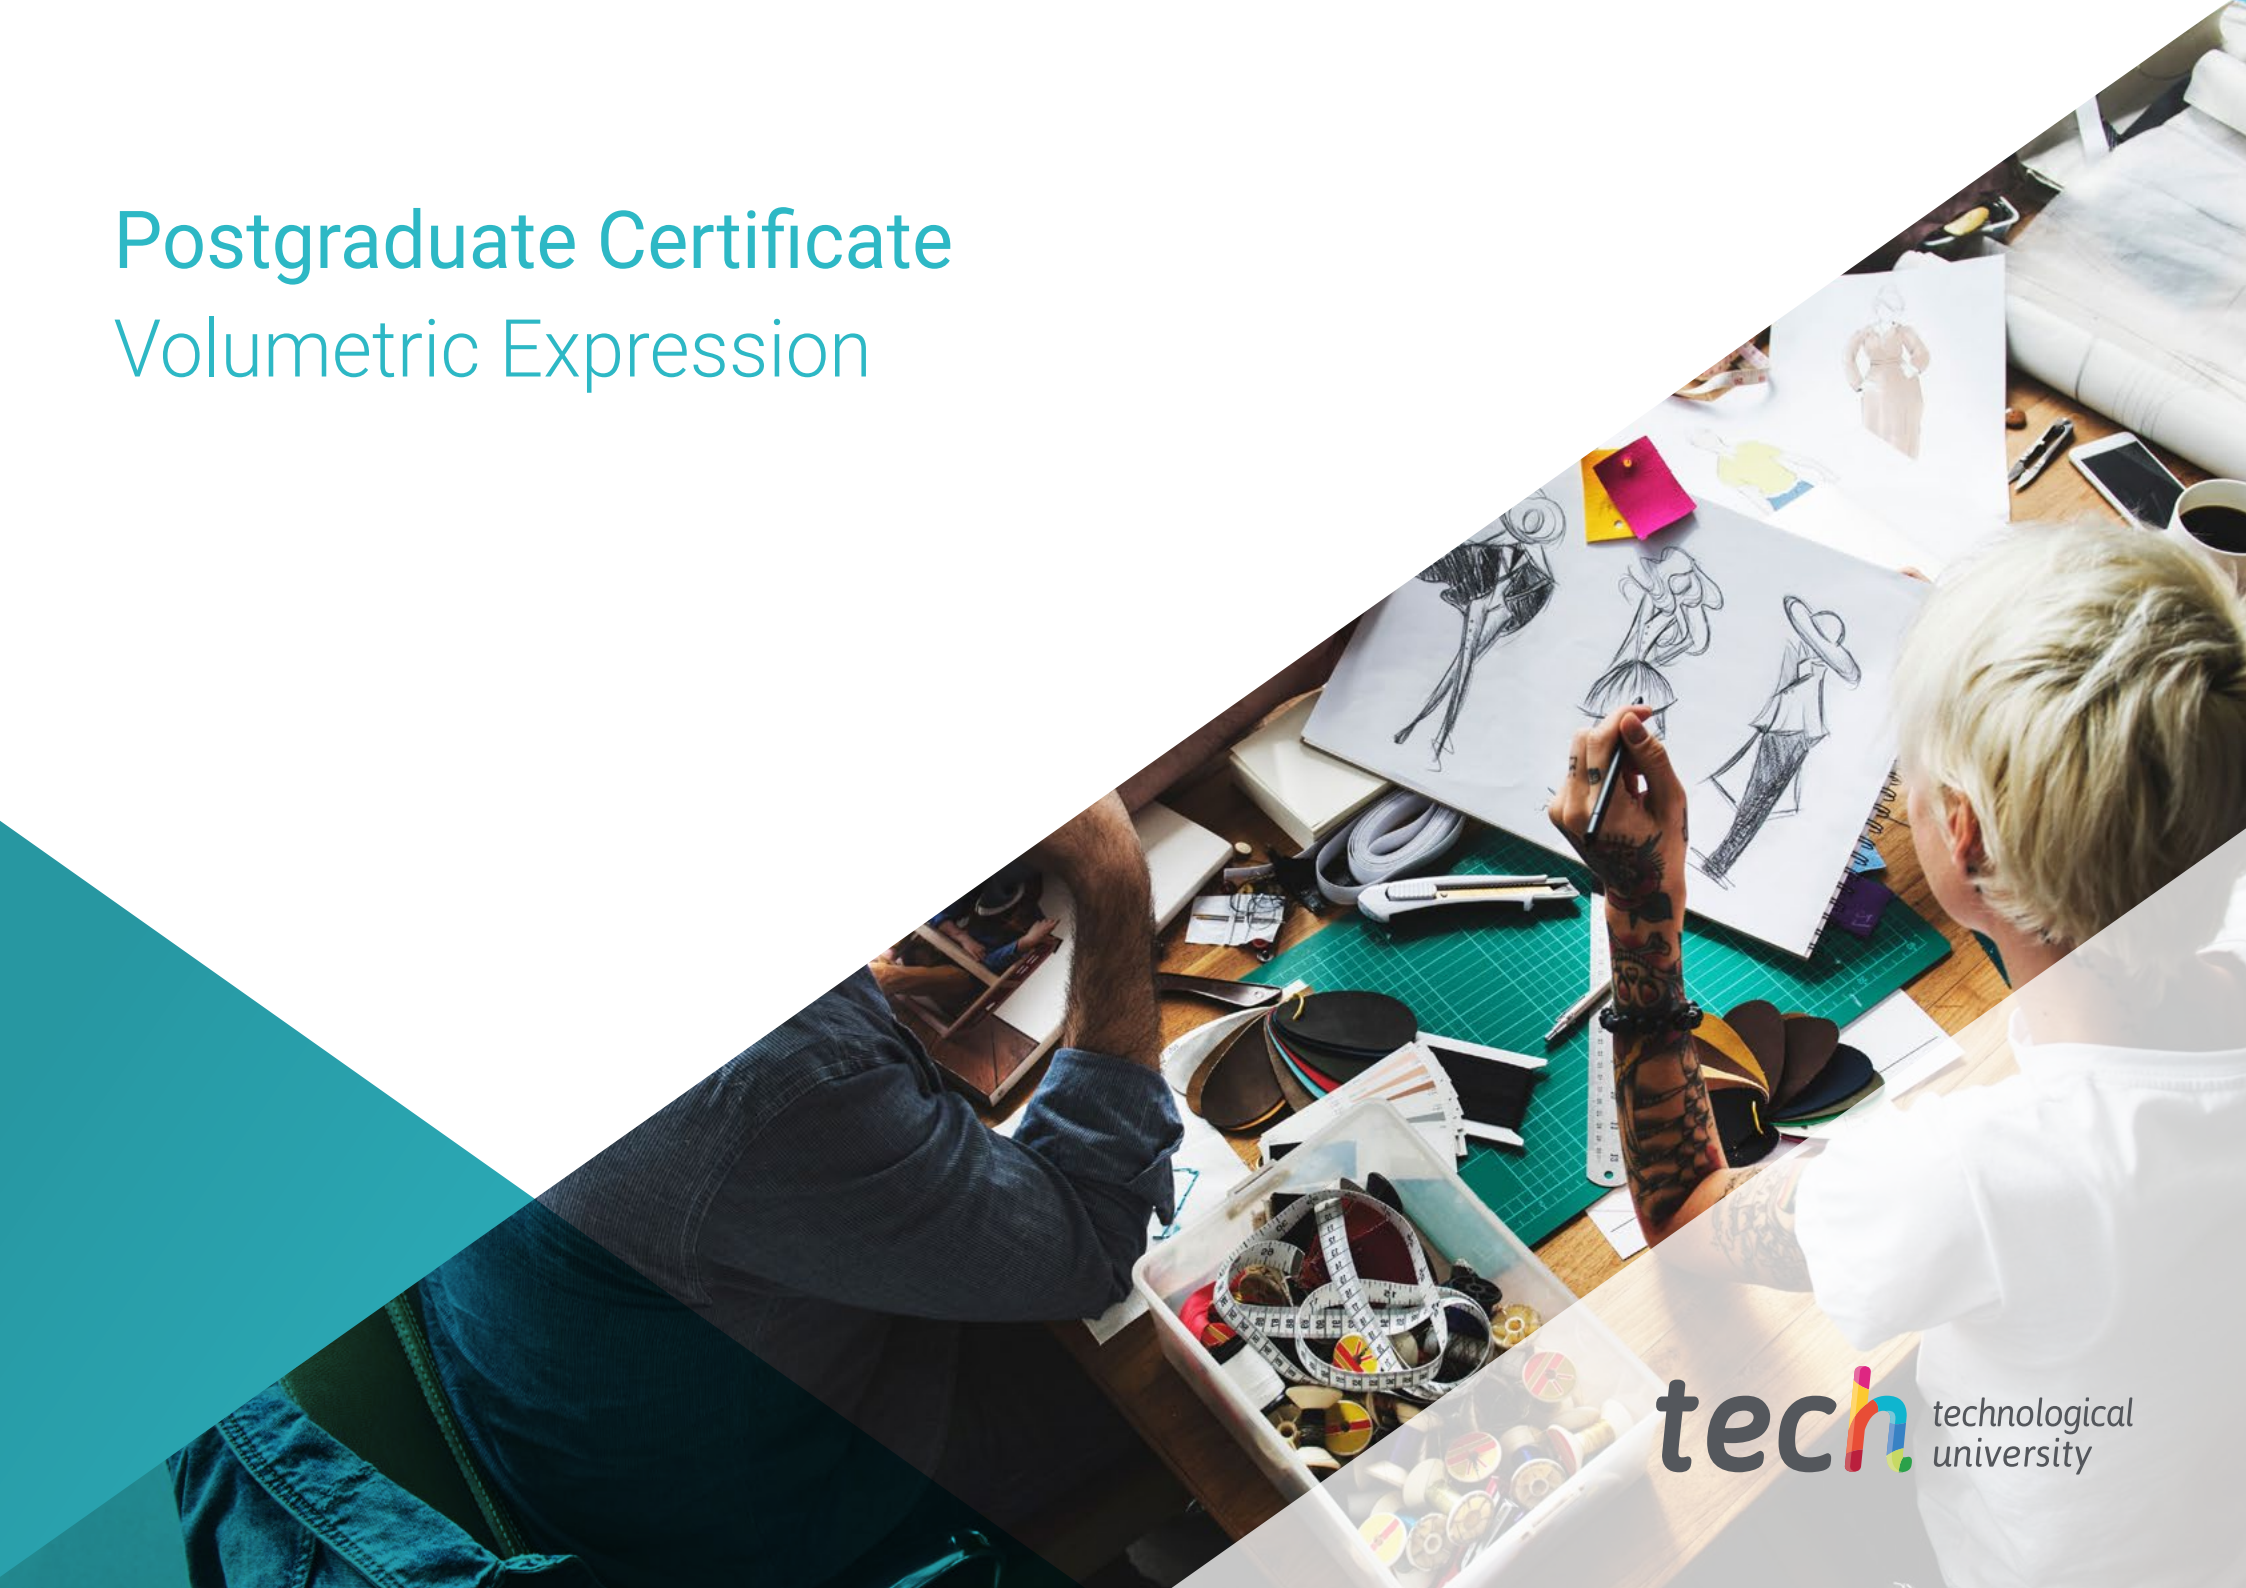 Postgraduate Certificate
Volumetric Expression
tech technological
university